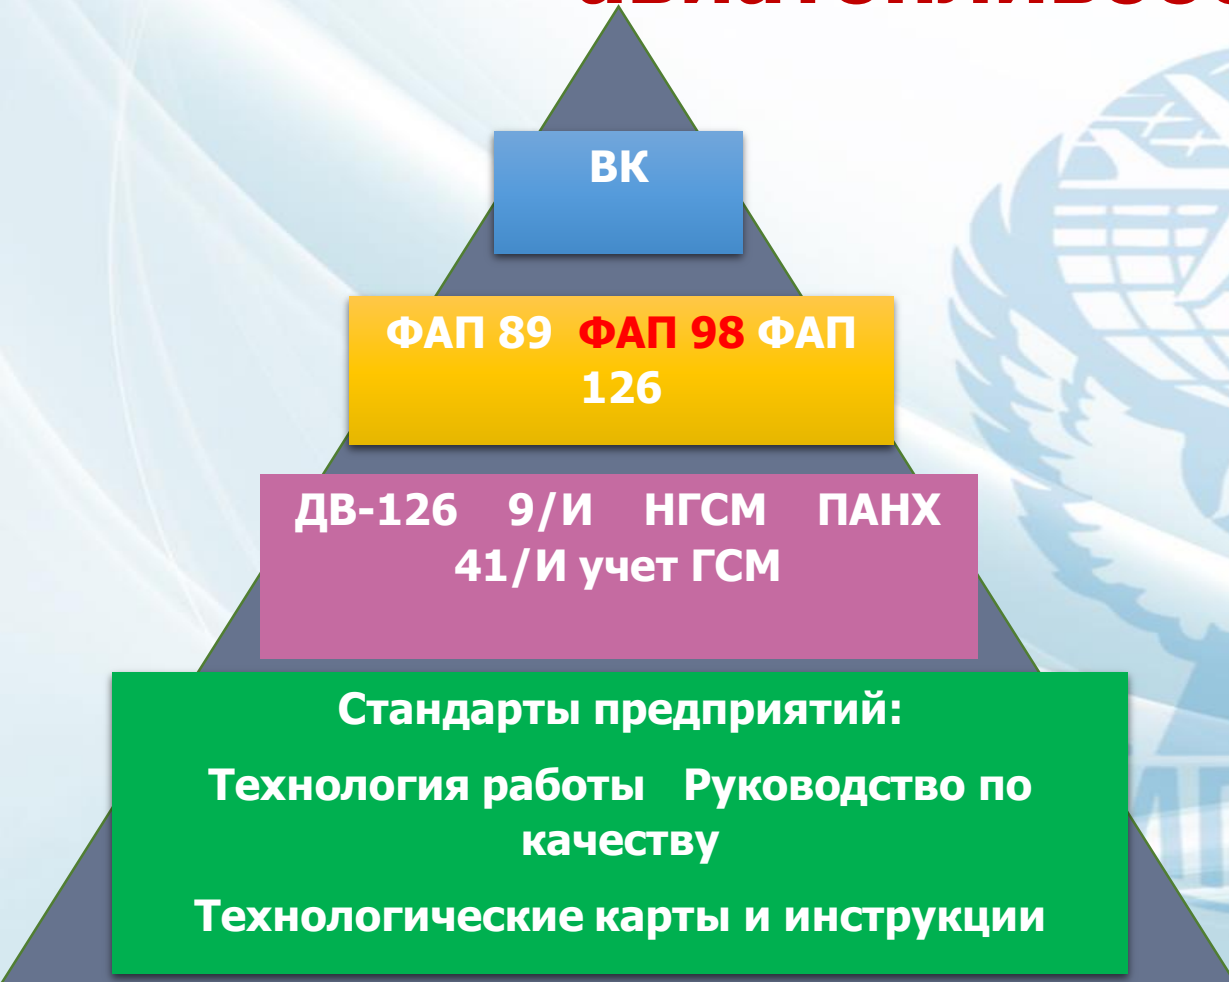 ВК
ФАП 89 ФАП 98 ФАП
126
ДВ-126 9/И НГСМ ПАНХ
41/И учет ГСМ
Стандарты предприятий:
Технология работы Руководство по
качеству
Технологические карты и инструкции